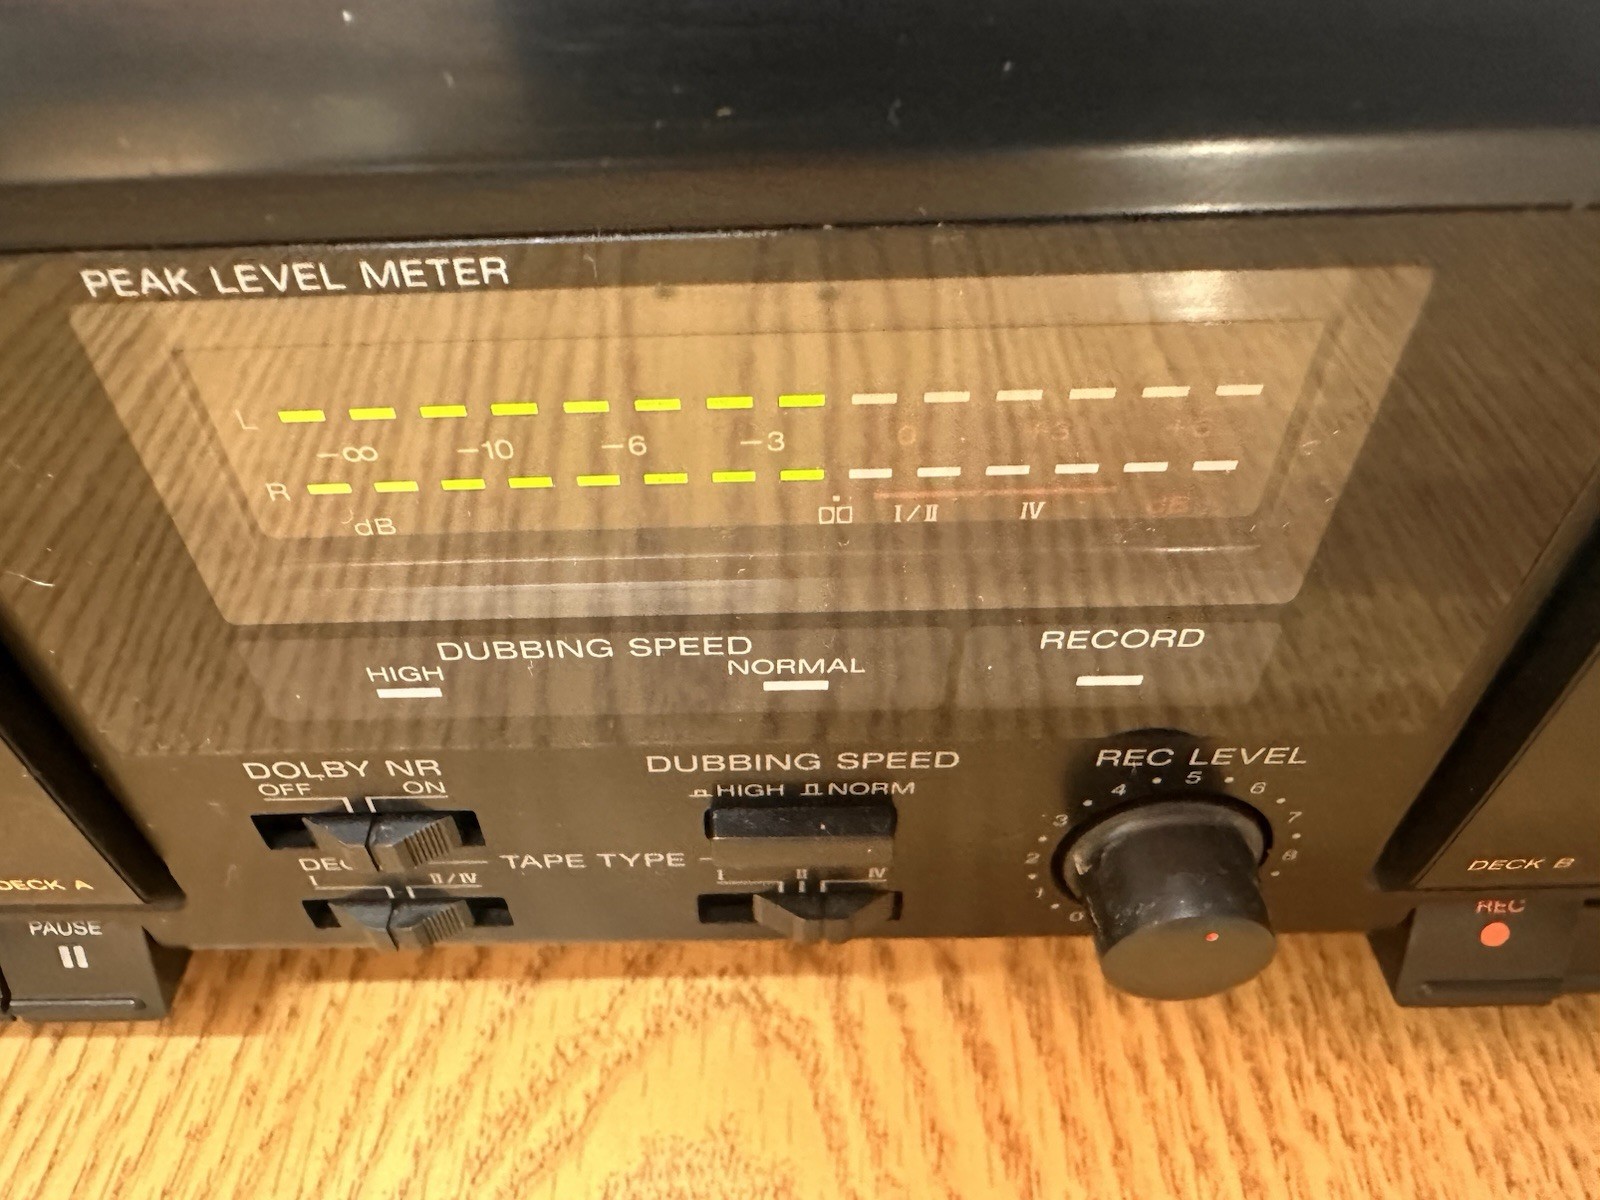 PEAK LEVEL METER
L
−∞ −10 −6 −3 0 +3
R
dB I/II IV dB
DUBBING SPEED RECORD
HIGH NORMAL
DOLBY NR DUBBING SPEED REC LEVEL
OFF ON HIGH NORM
0 1 2 3 4 5 6 7 8
TAPE TYPE
I II/IV I II IV
DECK A DECK B
PAUSE REC